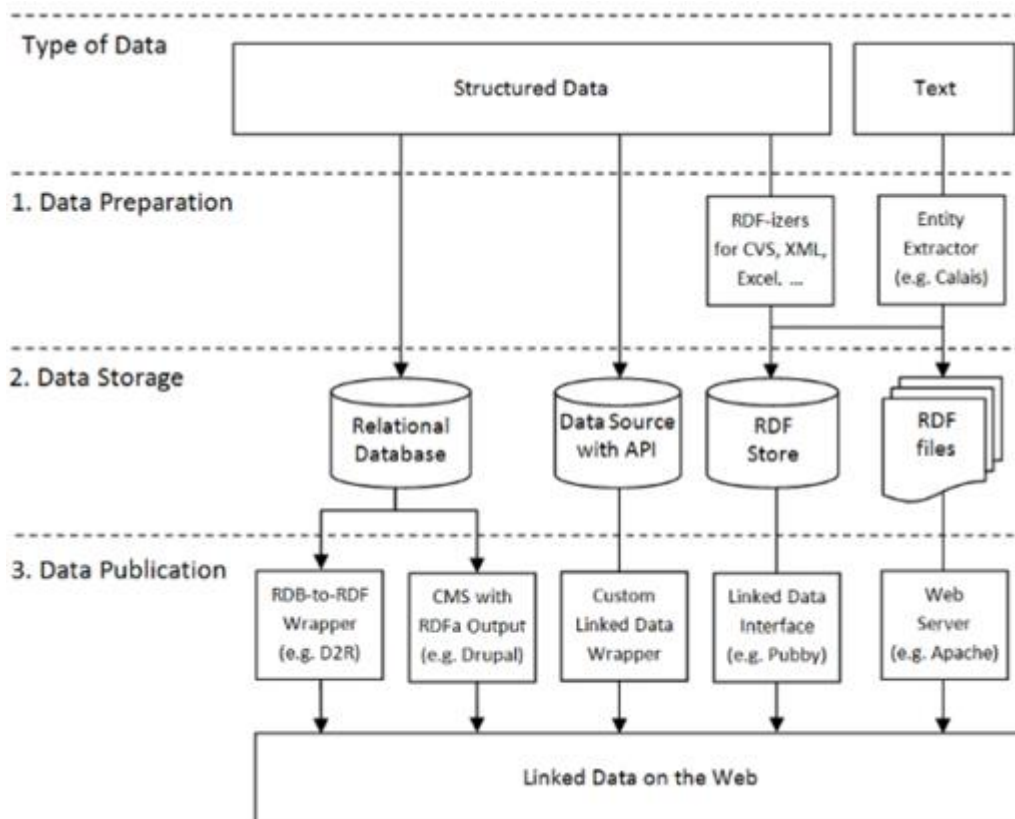 Type of Data
Structured Data
Text
1. Data Preparation
RDF-izers
for CVS, XML,
Excel. ...
Entity
Extractor
(e.g. Calais)
2. Data Storage
Relational
Database
Data Source
with API
RDF
Store
RDF
files
3. Data Publication
RDB-to-RDF
Wrapper
(e.g. D2R)
CMS with
RDFa Output
(e.g. Drupal)
Custom
Linked Data
Wrapper
Linked Data
Interface
(e.g. Pubby)
Web
Server
(e.g. Apache)
Linked Data on the Web